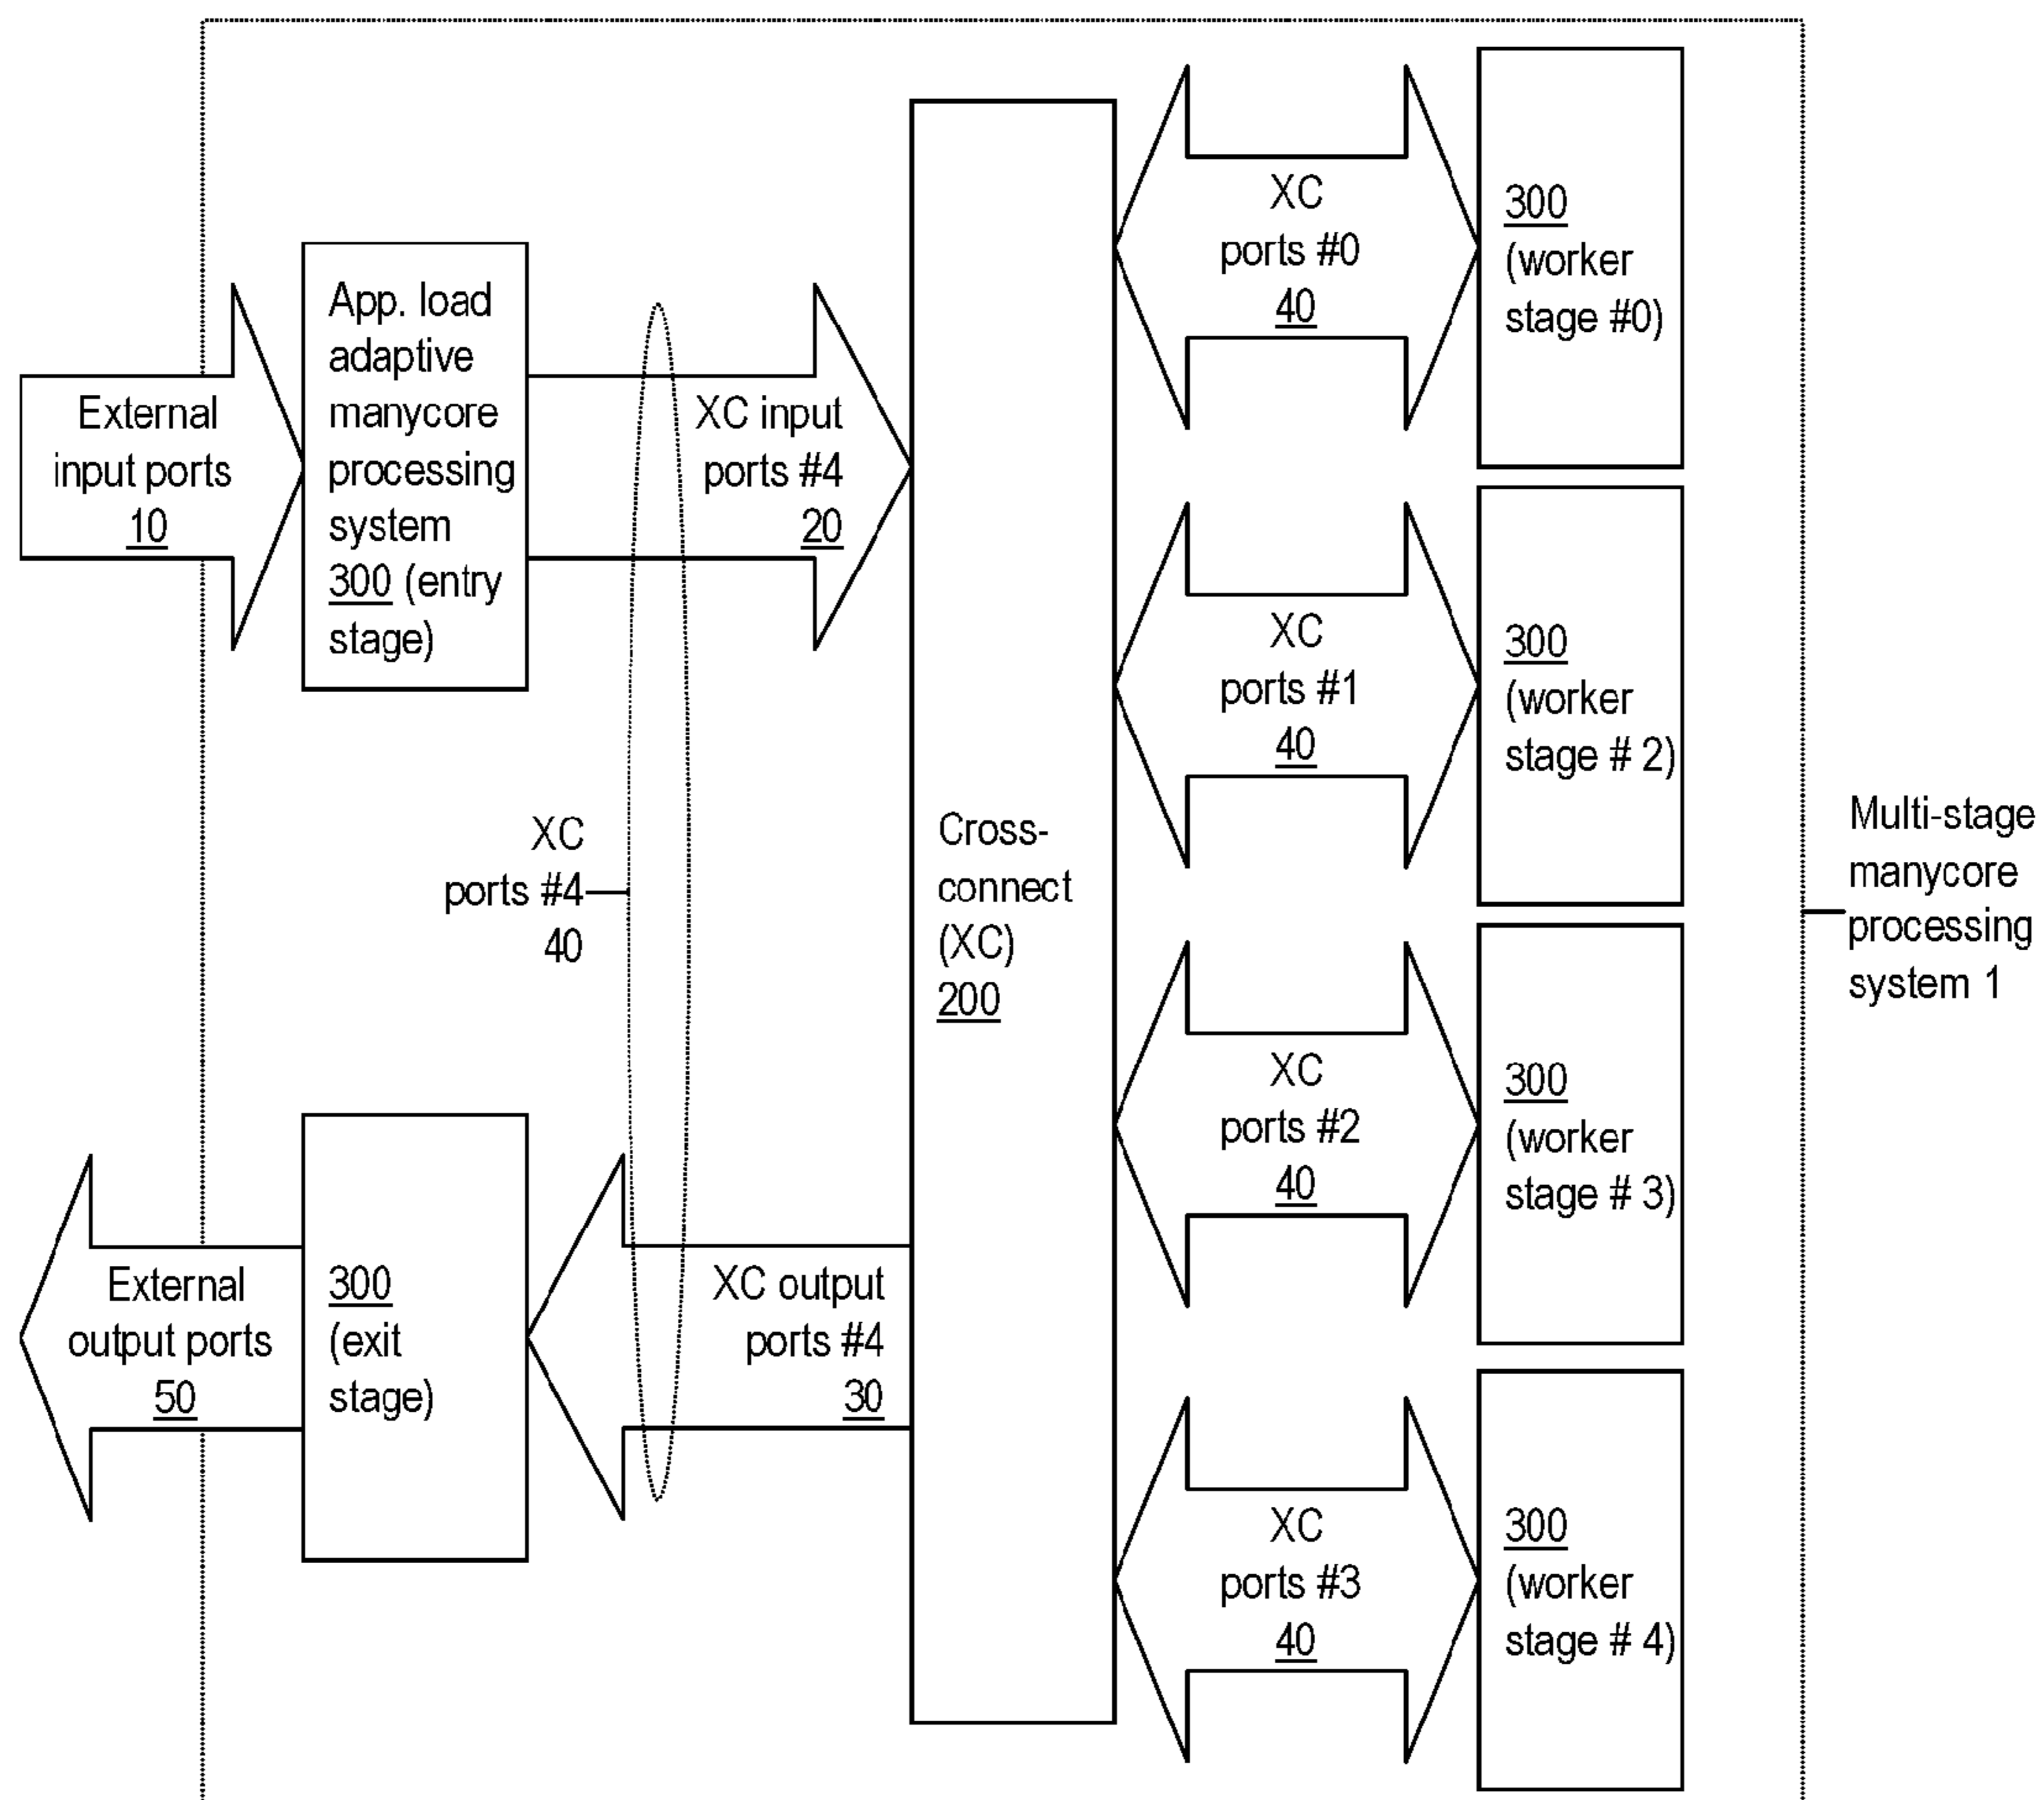 App. load
adaptive
manycore
processing
system
300 (entry
stage)
External
input ports
10
XC input
ports #4
20
XC
ports #4
40
Cross-
connect
(XC)
200
External
output ports
50
300
(exit
stage)
XC output
ports #4
30
XC
ports #0
40
300
(worker
stage #0)
XC
ports #1
40
300
(worker
stage # 2)
XC
ports #2
40
300
(worker
stage # 3)
XC
ports #3
40
300
(worker
stage # 4)
Multi-stage
manycore
processing
system 1